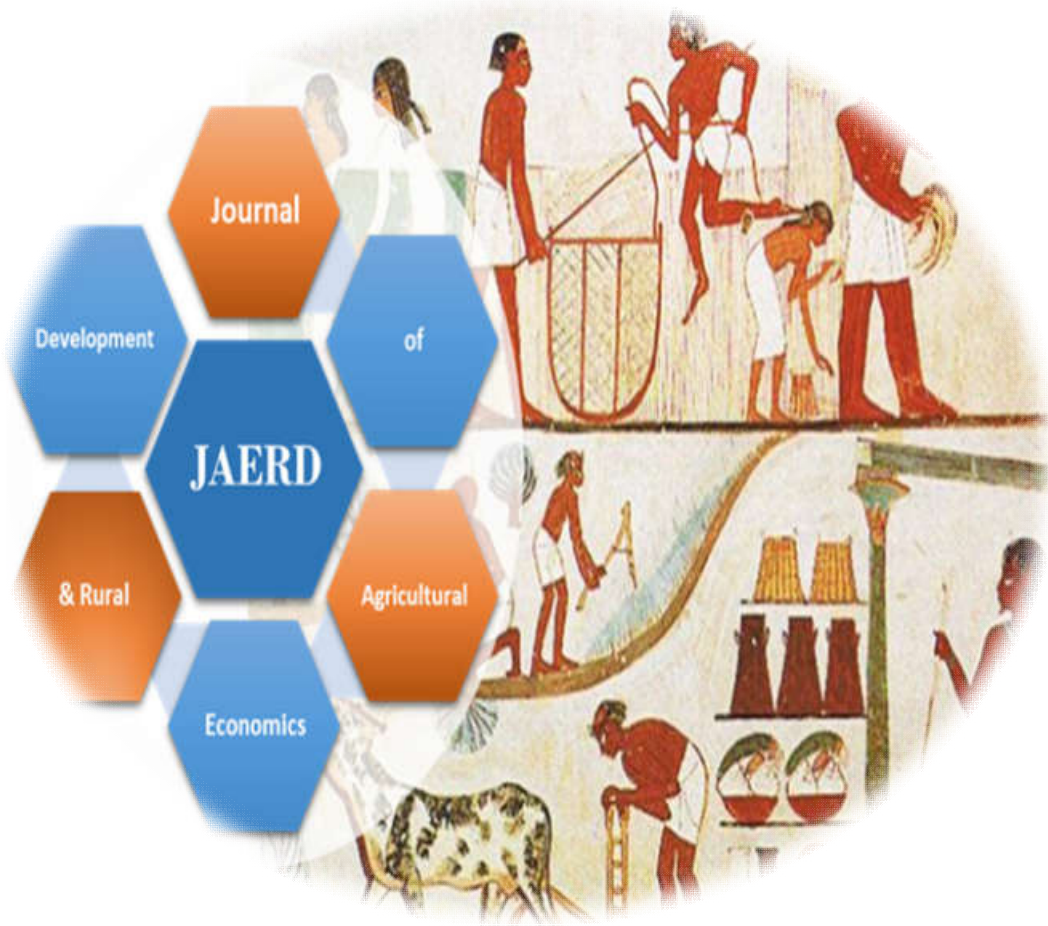 Journal
of
Agricultural
Economics
& Rural
Development
JAERD